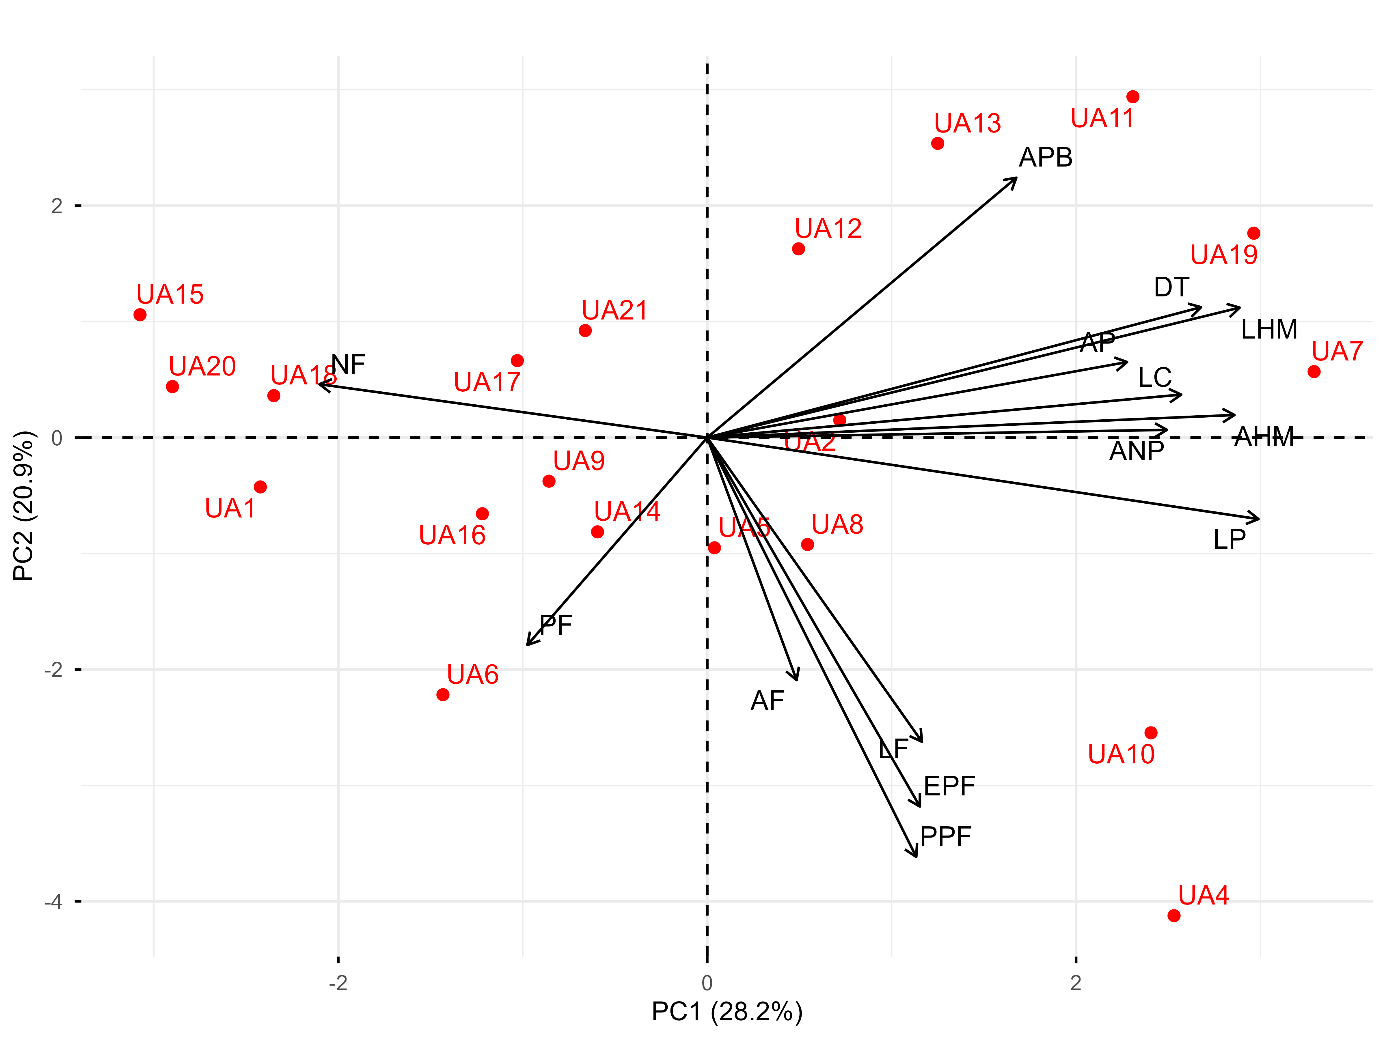 UA11
UA13
APB
2
UA12
UA19
DT
UA15
UA21
LHM
AP
UA7
NF
UA20
UA18
UA17
LC
0
UA2
AHM
ANP
UA9
UA1
UA14
UA5
UA8
UA16
LP
PF
-2
UA6
AF
LF
UA10
EPF
PPF
UA4
-4
-2
0
2
PC1 (28.2%)
PC2 (20.9%)